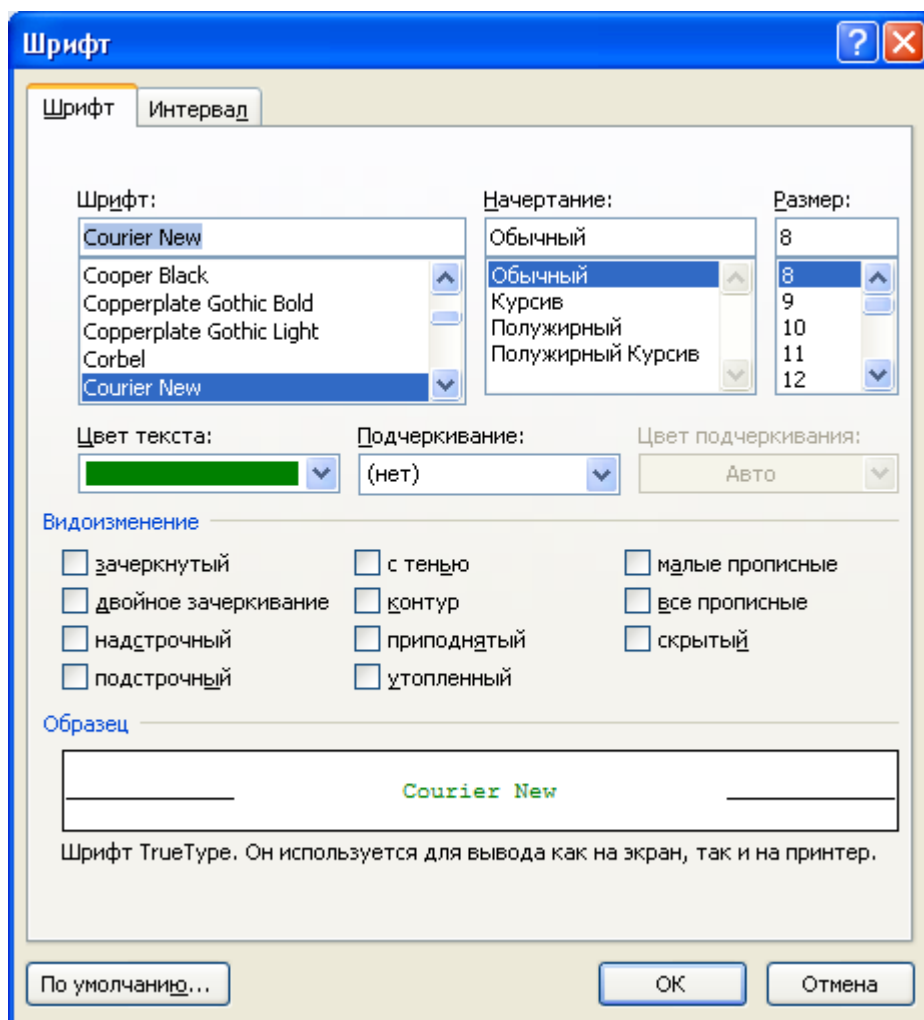 Шрифт
Шрифт Интервал
Шрифт: Начертание: Размер:
Courier New Обычный 8
Cooper Black Обычный 8
Copperplate Gothic Bold Курсив 9
Copperplate Gothic Light Полужирный 10
Corbel Полужирный Курсив 11
Courier New 12
Цвет текста: Подчеркивание: Цвет подчеркивания:
(нет) Авто
Видоизменение
зачеркнутый с тенью малые прописные
двойное зачеркивание контур все прописные
надстрочный приподнятый скрытый
подстрочный утопленный
Образец
Courier New
Шрифт TrueType. Он используется для вывода как на экран, так и на принтер.
По умолчанию... ОК Отмена